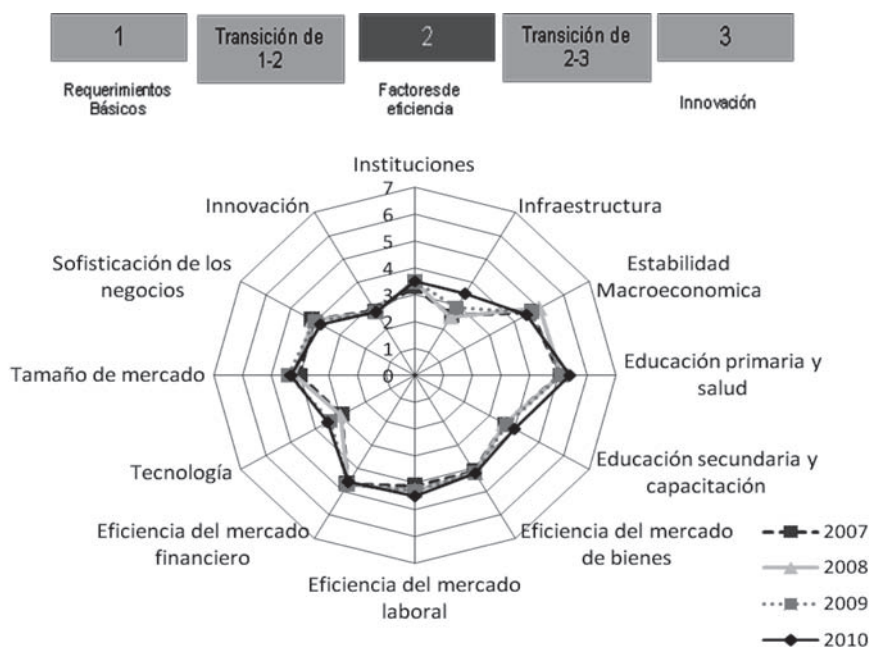 1
Transición de
1-2
2
Transición de
2-3
3
Requerimientos
Básicos
Factores de
eficiencia
Innovación
Instituciones
7
6
5
4
3
2
1
0
Infraestructura
Estabilidad
Macroeconomica
Educación primaria y
salud
Educación secundaria y
capacitación
Eficiencia del mercado
de bienes
Eficiencia del mercado
laboral
Eficiencia del mercado
financiero
Tecnología
Tamaño de mercado
Sofisticación de los
negocios
Innovación
2007
2008
2009
2010